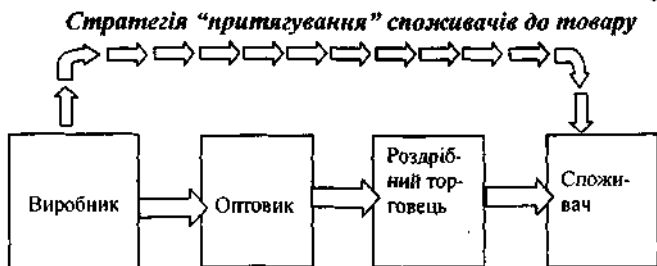 Стратегія “притягування” споживачів до товару
Виробник
Оптовик
Роздріб-
ний тор-
говець
Спожи-
вач